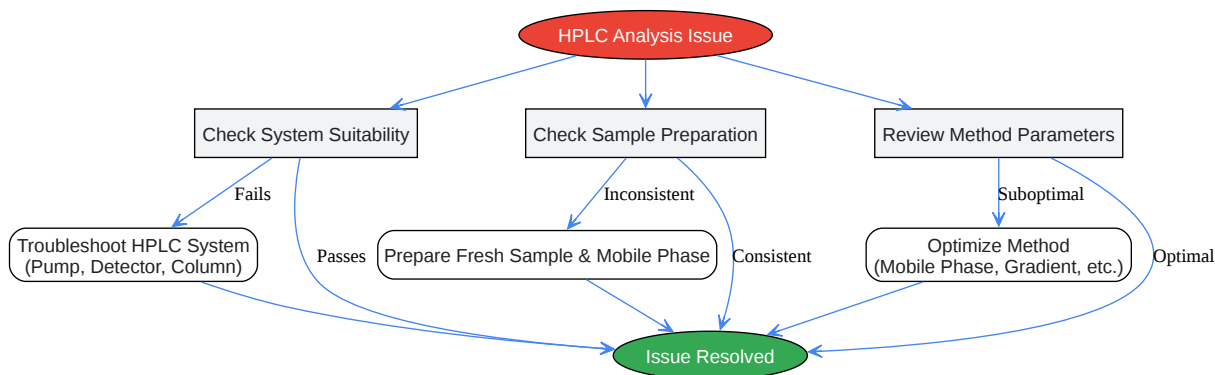 HPLC Analysis Issue
Check System Suitability
Check Sample Preparation
Review Method Parameters
Fails
Inconsistent
Suboptimal
Troubleshoot HPLC System
(Pump, Detector, Column)
Passes
Prepare Fresh Sample & Mobile Phase
Consistent
Optimize Method
(Mobile Phase, Gradient, etc.)
Optimal
Issue Resolved